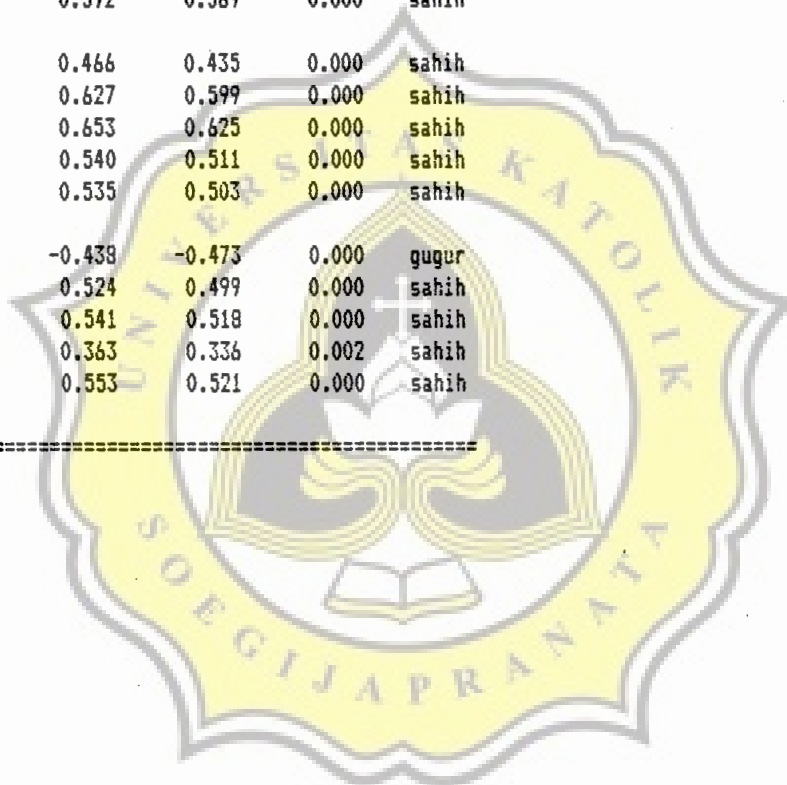 0.466 0.435 0.000 sahih
0.627 0.599 0.000 sahih
0.653 0.625 0.000 sahih
0.540 0.511 0.000 sahih
0.535 0.503 0.000 sahih
-0.438 -0.473 0.000 gugur
0.524 0.499 0.000 sahih
0.541 0.518 0.000 sahih
0.363 0.336 0.002 sahih
0.553 0.521 0.000 sahih
UNIVERSITAS KATOLIK
SOEGIJAPRANATA